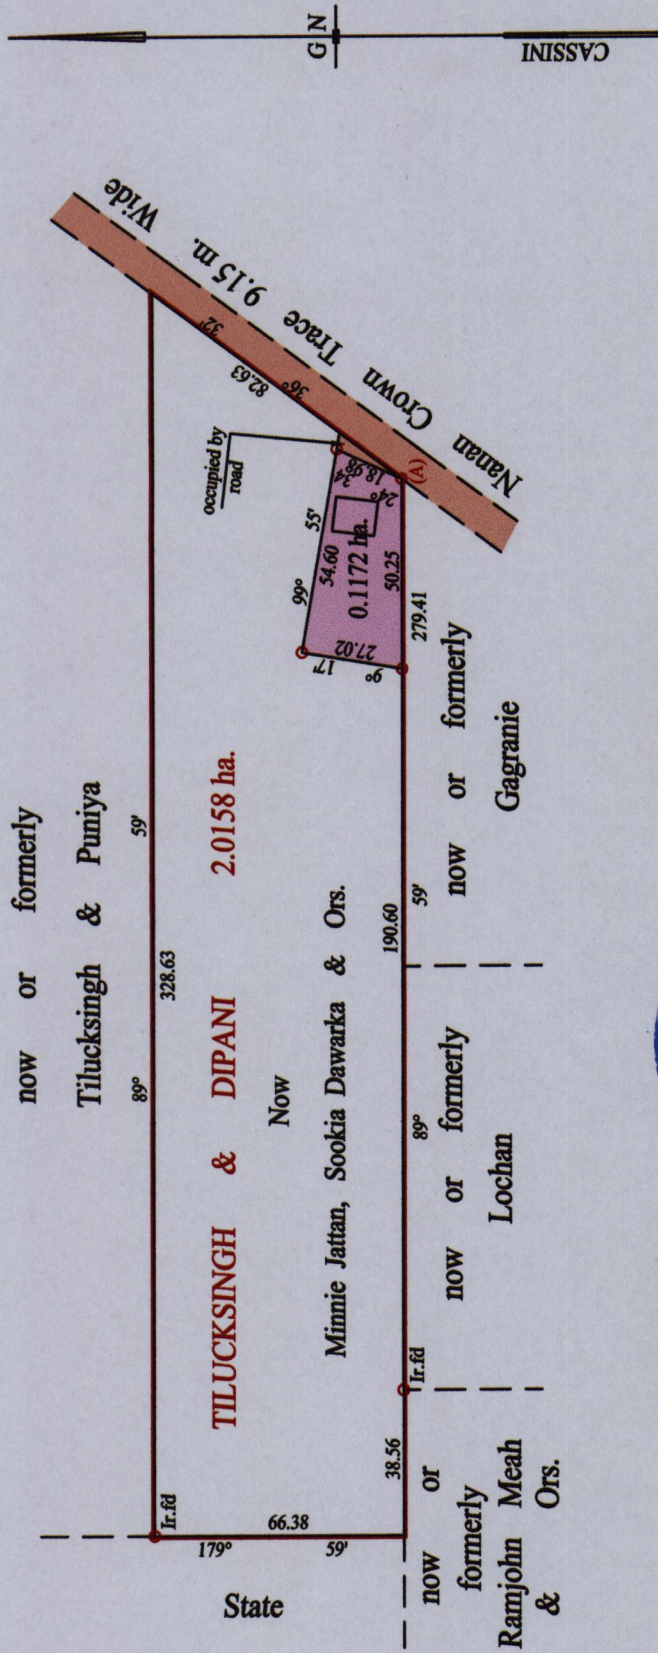 G N
CASSINI
now or formerly
Tilucksingh & Puniya
89° 59'
328.63
TILUCKSINGH & DIPANI 2.0158 ha.
Now
Minnie Jattan, Sookia Dawarka & Ors.
Nanan Crown Trace 9.15 m. Wide
36° 32'
82.63
occupied by
road
99° 55'
54.60
0.1172 ha.
50.25
24° 34'
18.98
(A)
27.02
9° 17'
279.41
190.60
89° 59'
38.56
Ir.fd
Ir.fd
66.38
179° 59'
State
now or
formerly
Ramjohn Meah
& Ors.
now or formerly
Lochan
now or formerly
Gagranie